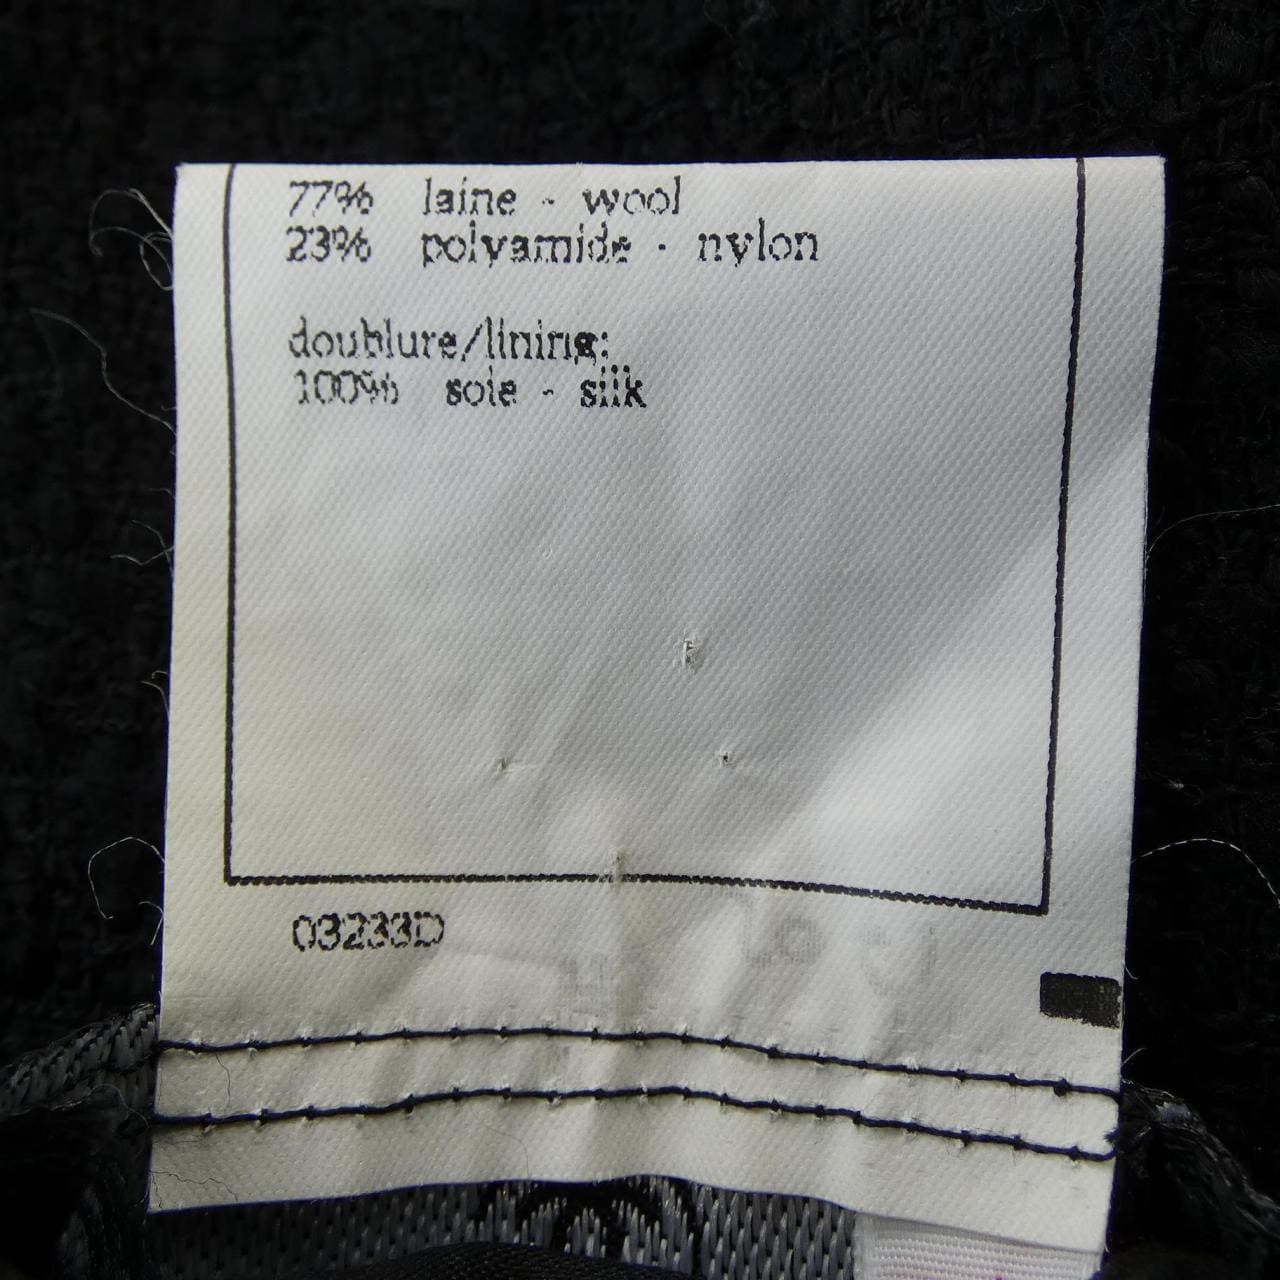 77% laine - wool
23% polyamide - nylon
doublure/lining:
100% soie - silk
03233D